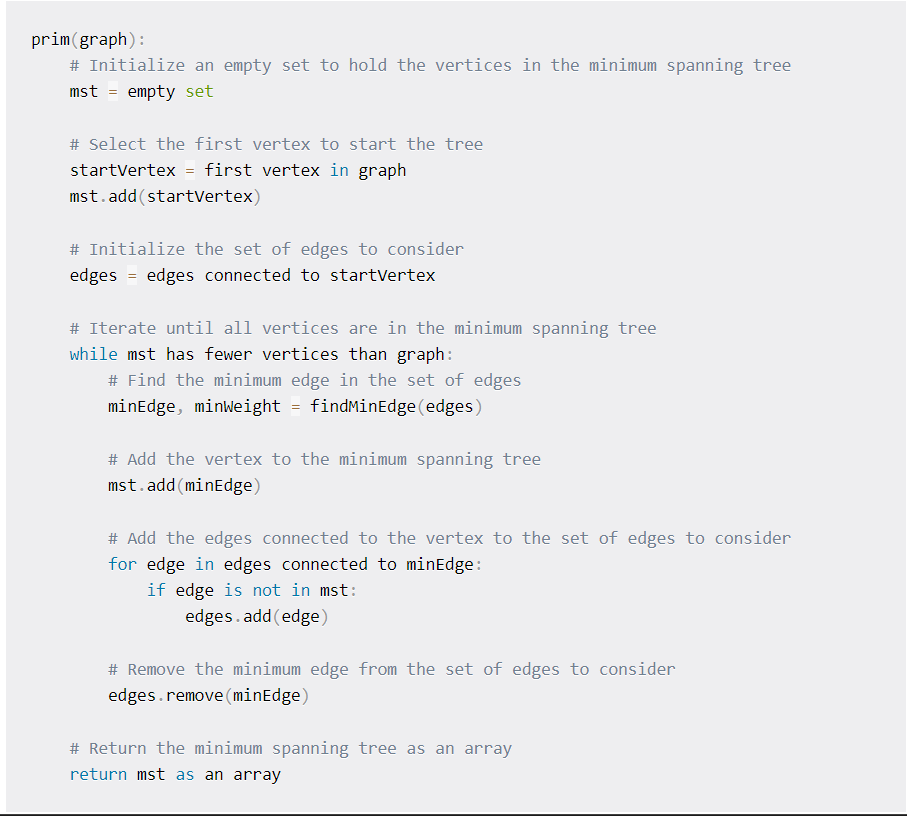 prim(graph):
    # Initialize an empty set to hold the vertices in the minimum spanning tree
    mst = empty set

    # Select the first vertex to start the tree
    startVertex = first vertex in graph
    mst.add(startVertex)

    # Initialize the set of edges to consider
    edges = edges connected to startVertex

    # Iterate until all vertices are in the minimum spanning tree
    while mst has fewer vertices than graph:
        # Find the minimum edge in the set of edges
        minEdge, minWeight = findMinEdge(edges)

        # Add the vertex to the minimum spanning tree
        mst.add(minEdge)

        # Add the edges connected to the vertex to the set of edges to consider
        for edge in edges connected to minEdge:
            if edge is not in mst:
                edges.add(edge)

        # Remove the minimum edge from the set of edges to consider
        edges.remove(minEdge)

    # Return the minimum spanning tree as an array
    return mst as an array